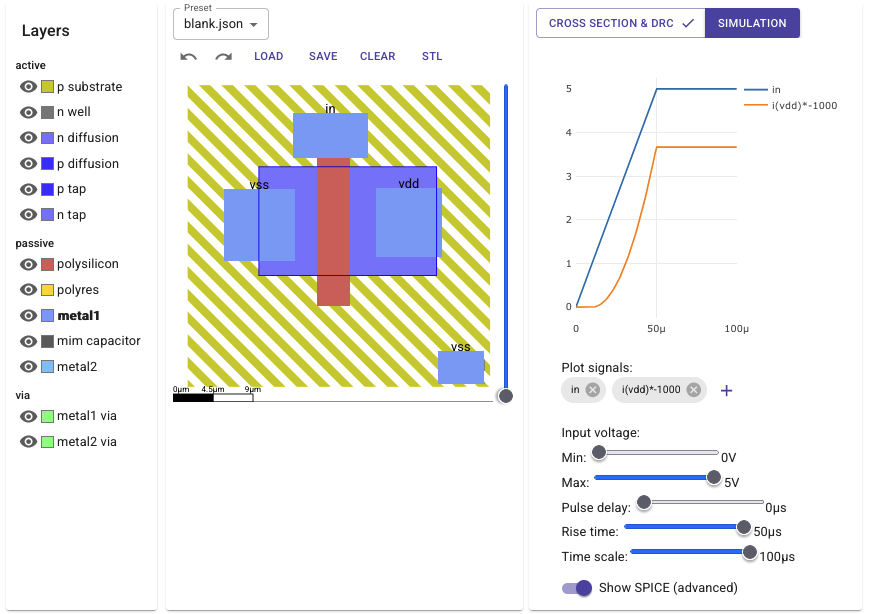 Layers
active
p substrate
n well
n diffusion
p diffusion
p tap
n tap
passive
polysilicon
polyres
metal1
mim capacitor
metal2
via
metal1 via
metal2 via
Preset
blank.json
LOAD SAVE CLEAR STL
in
vss vdd
vss
0µm 4.5µm 9µm
CROSS SECTION & DRC SIMULATION
5
4
3
2
1
0
0 50µ 100µ
in
i(vdd)*-1000
Plot signals:
in i(vdd)*-1000
Input voltage:
Min: 0V
Max: 5V
Pulse delay: 0µs
Rise time: 50µs
Time scale: 100µs
Show SPICE (advanced)